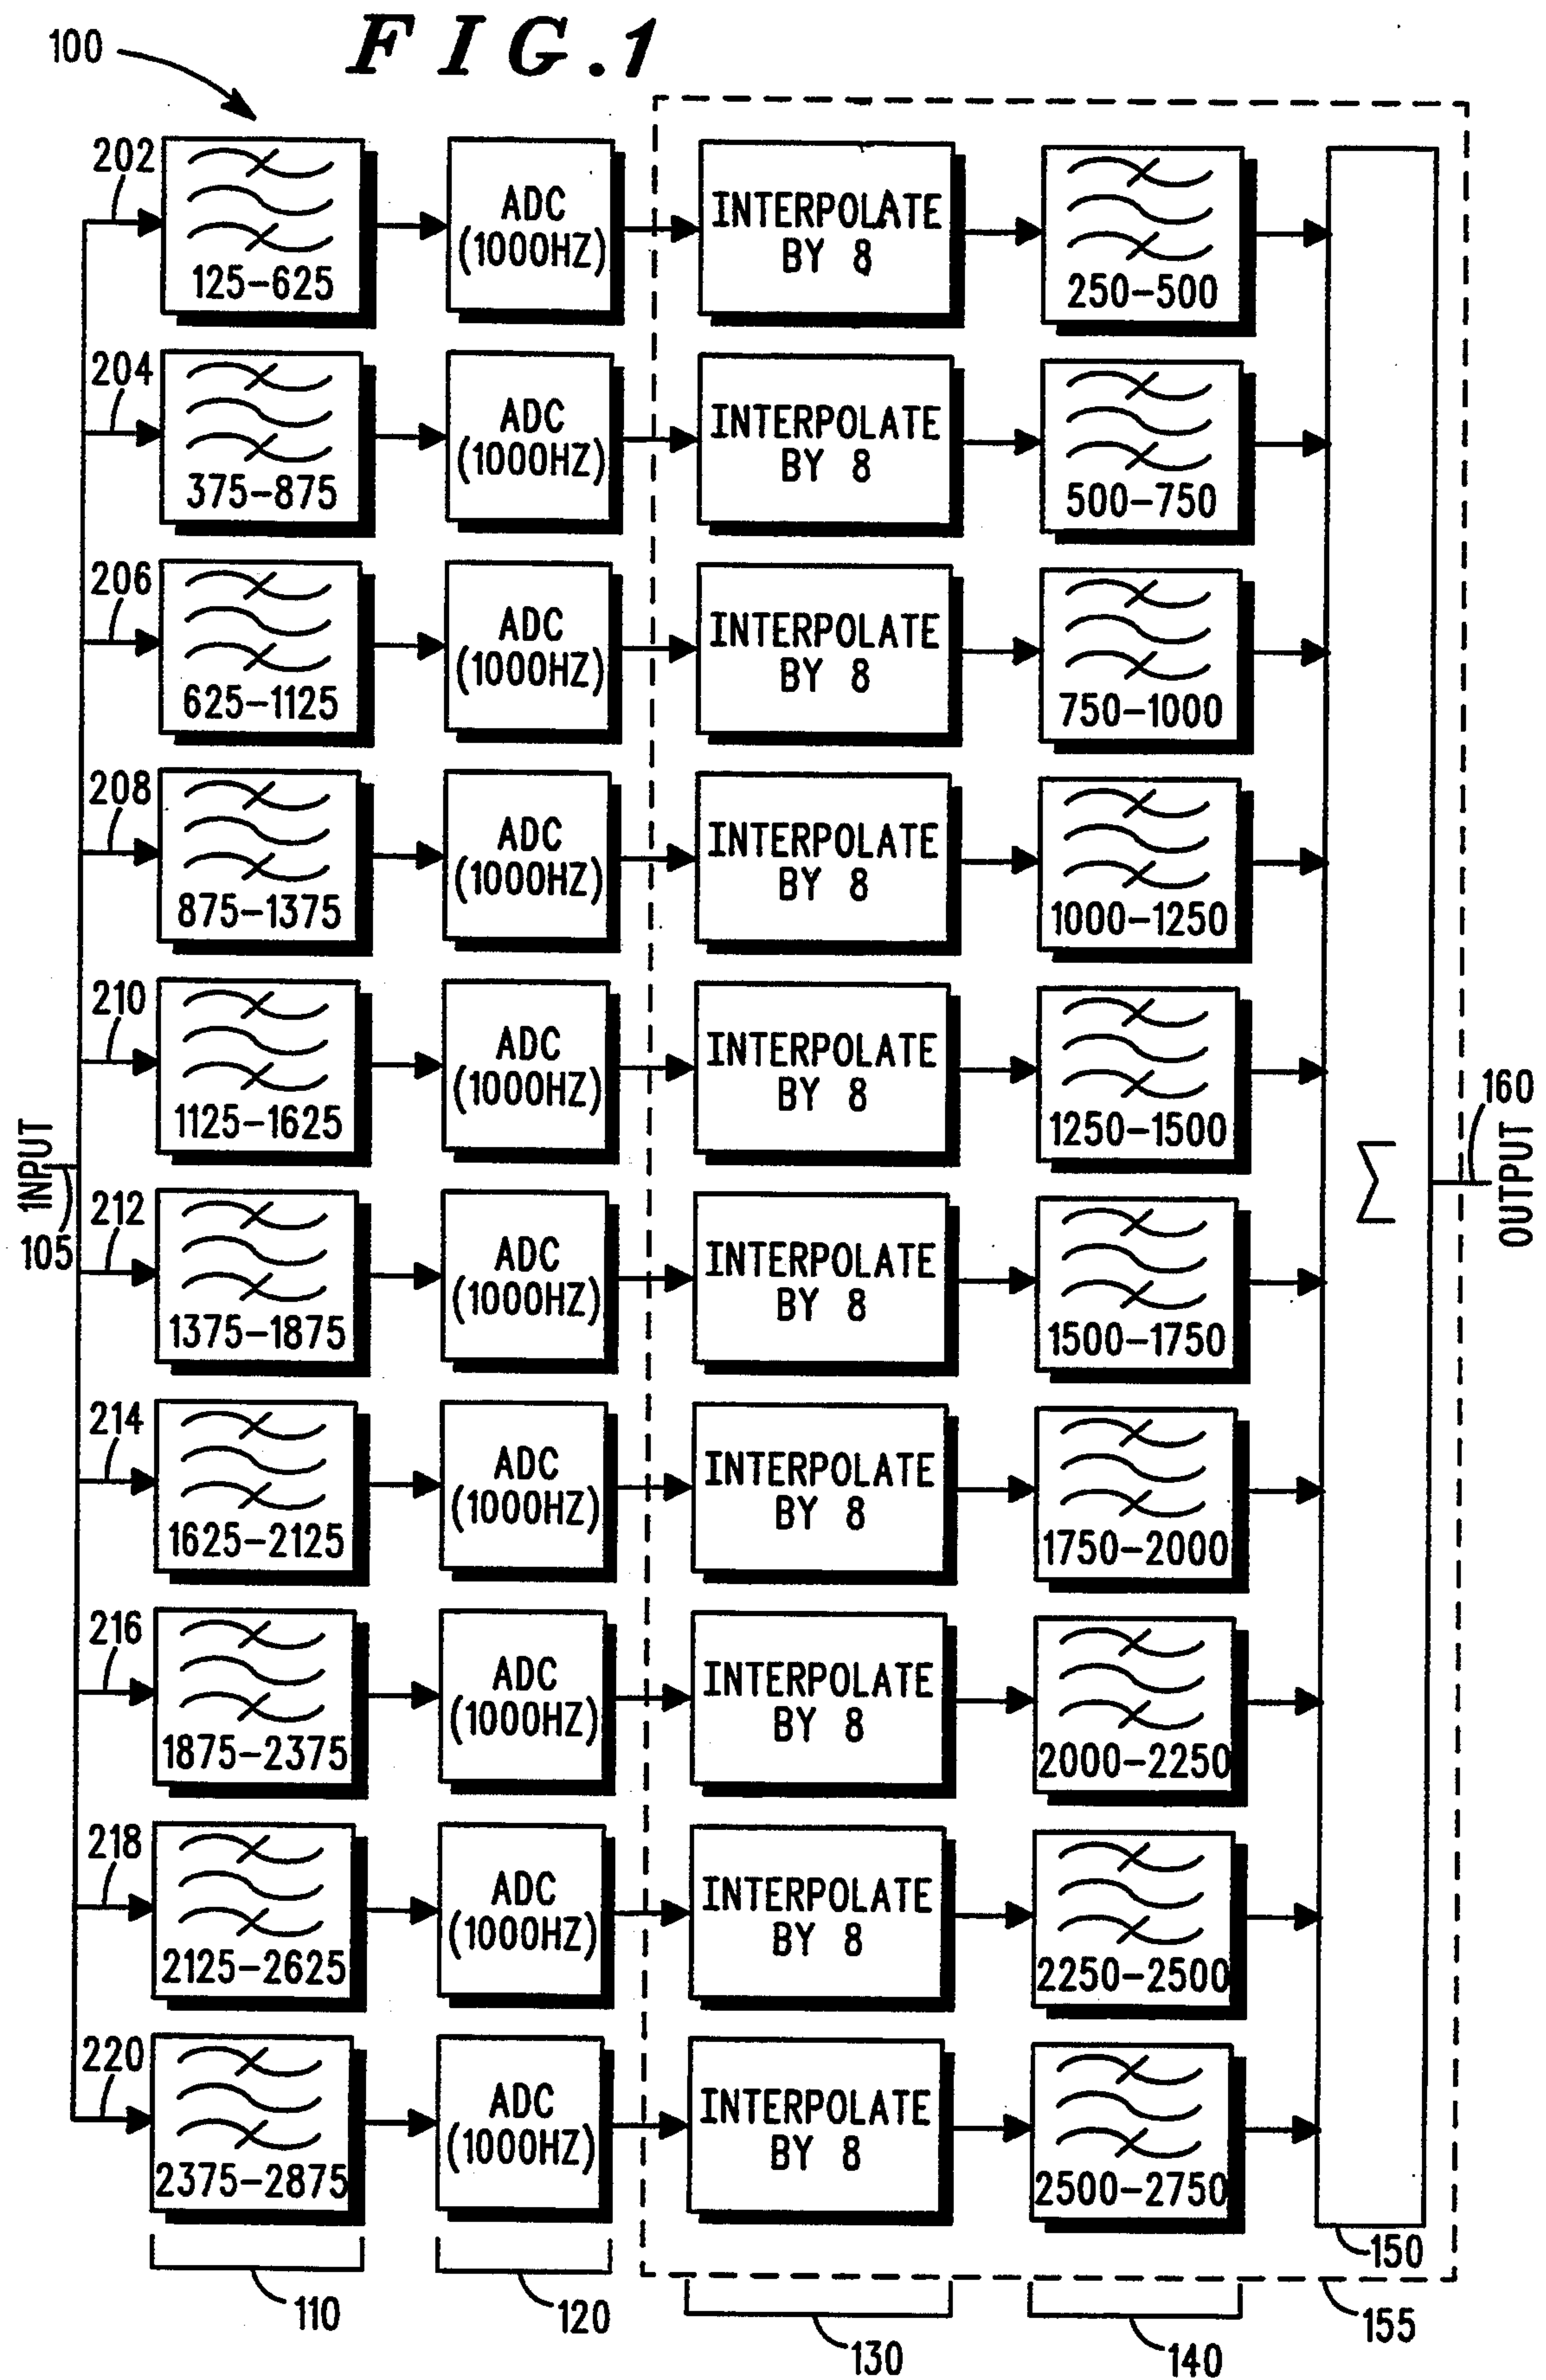 FIG.1
100
202
125-625
ADC
(1000HZ)
INTERPOLATE
BY 8
250-500
204
375-875
ADC
(1000HZ)
INTERPOLATE
BY 8
500-750
206
625-1125
ADC
(1000HZ)
INTERPOLATE
BY 8
750-1000
208
875-1375
ADC
(1000HZ)
INTERPOLATE
BY 8
1000-1250
210
1125-1625
ADC
(1000HZ)
INTERPOLATE
BY 8
1250-1500
INPUT
105
Σ
160
OUTPUT
212
1375-1875
ADC
(1000HZ)
INTERPOLATE
BY 8
1500-1750
214
1625-2125
ADC
(1000HZ)
INTERPOLATE
BY 8
1750-2000
216
1875-2375
ADC
(1000HZ)
INTERPOLATE
BY 8
2000-2250
218
2125-2625
ADC
(1000HZ)
INTERPOLATE
BY 8
2250-2500
220
2375-2875
ADC
(1000HZ)
INTERPOLATE
BY 8
2500-2750
110
120
130
140
150
155